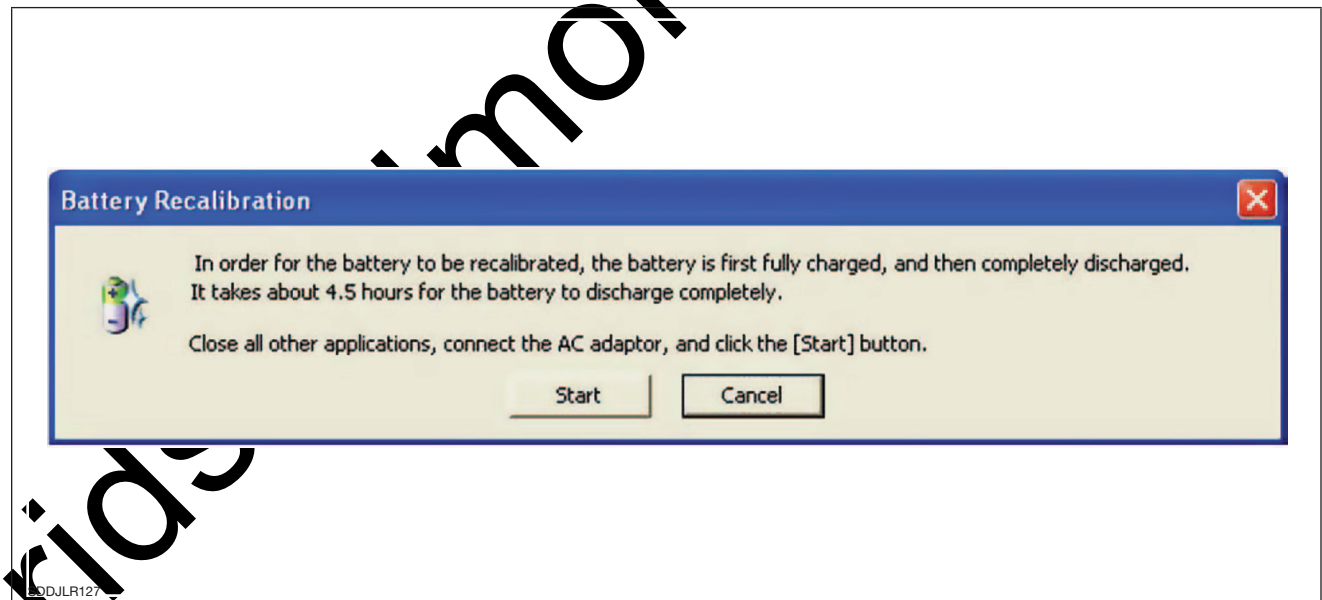 Battery Recalibration
In order for the battery to be recalibrated, the battery is first fully charged, and then completely discharged.
It takes about 4.5 hours for the battery to discharge completely.
Close all other applications, connect the AC adaptor, and click the [Start] button.
Start
Cancel